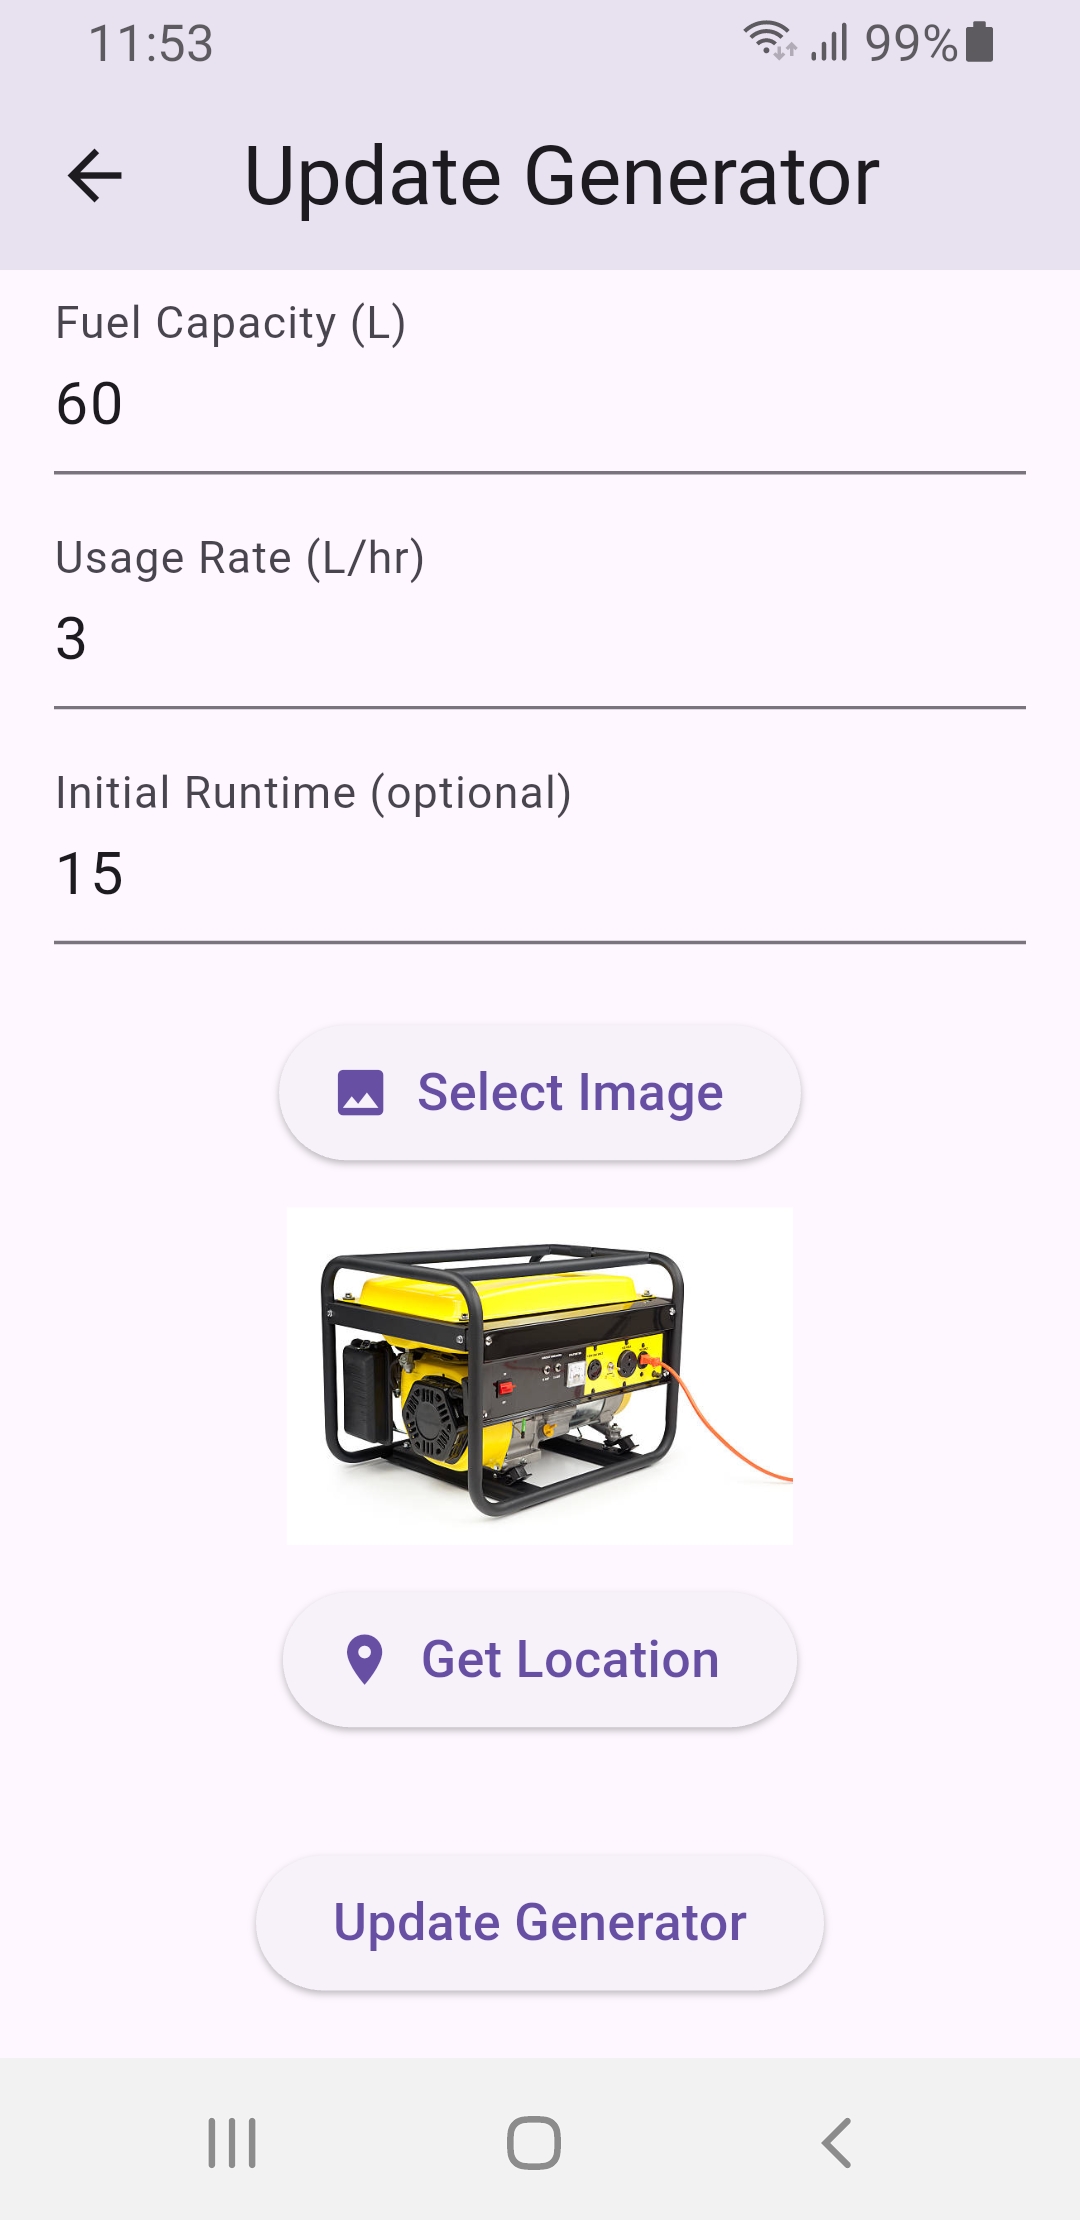 11:53 99%
Update Generator
Fuel Capacity (L)
60
Usage Rate (L/hr)
3
Initial Runtime (optional)
15
Select Image
Get Location
Update Generator